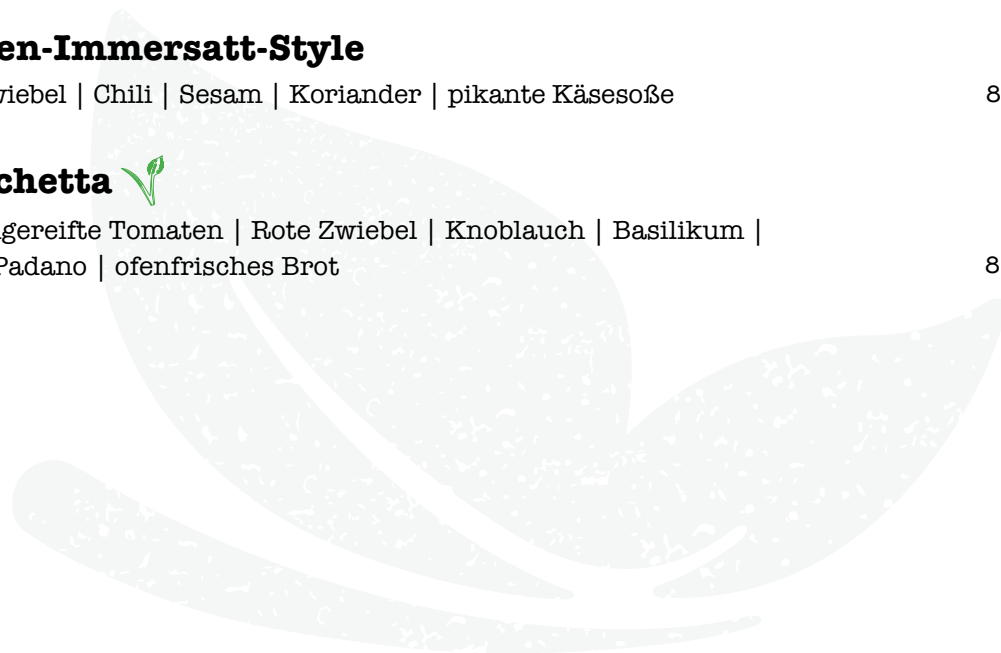 en-Immersatt-Style
wiebel | Chili | Sesam | Koriander | pikante Käsesoße 8
chetta
gereifte Tomaten | Rote Zwiebel | Knoblauch | Basilikum |
Padano | ofenfrisches Brot 8